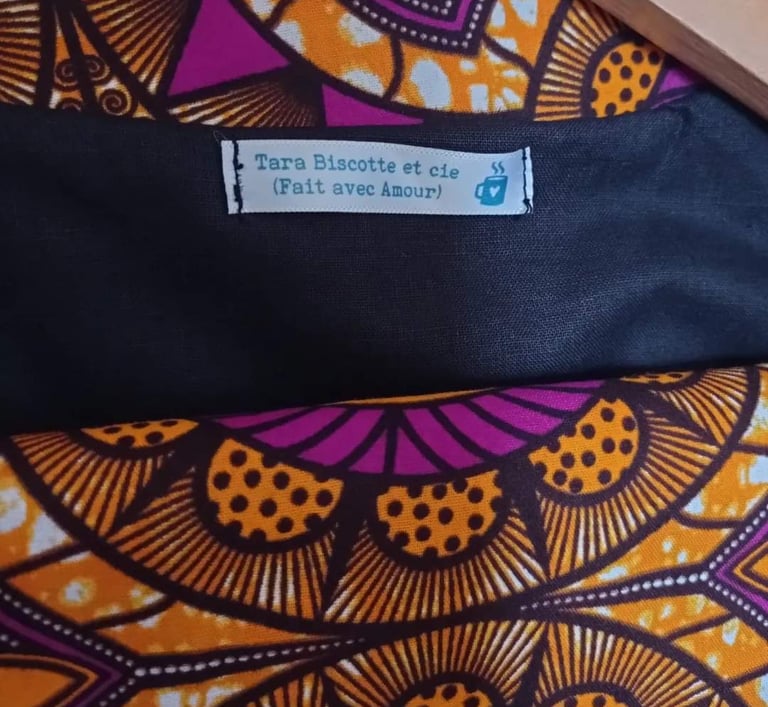 Tara Biscotte et cie
(Fait avec Amour)